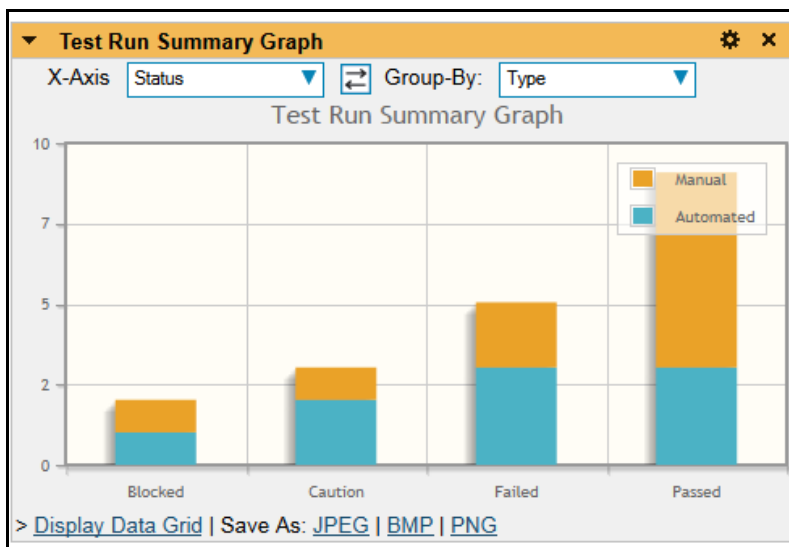 Test Run Summary Graph
X-Axis Status Group-By: Type
Test Run Summary Graph
10
Manual
7
Automated
5
2
0
Blocked Caution Failed Passed
> Display Data Grid | Save As: JPEG | BMP | PNG